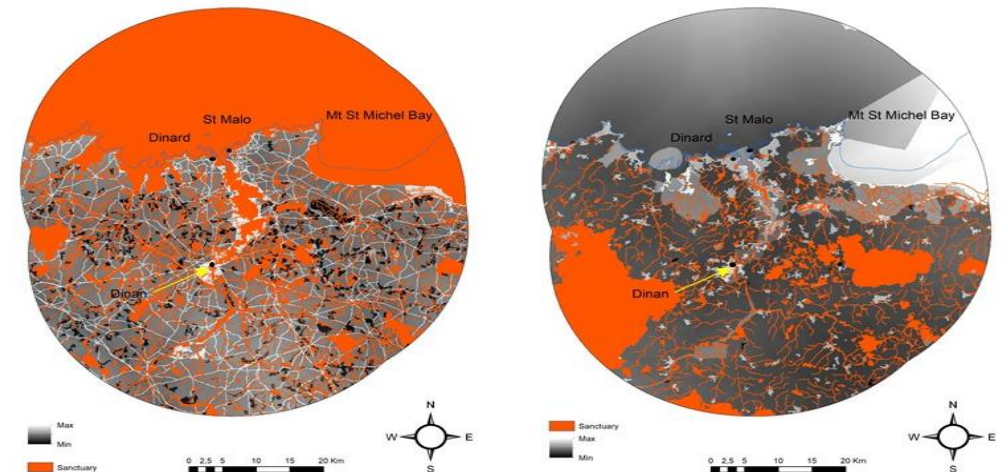 St Malo
Mt St Michel Bay
Dinard
Dinan
Max
Min
Sanctuary
N
W
E
S
0 2,5 5 10 15 20 Km
St Malo
Mt St Michel Bay
Dinard
Dinan
Sanctuary
Max
Min
N
W
E
S
0 2,5 5 10 15 20 Km